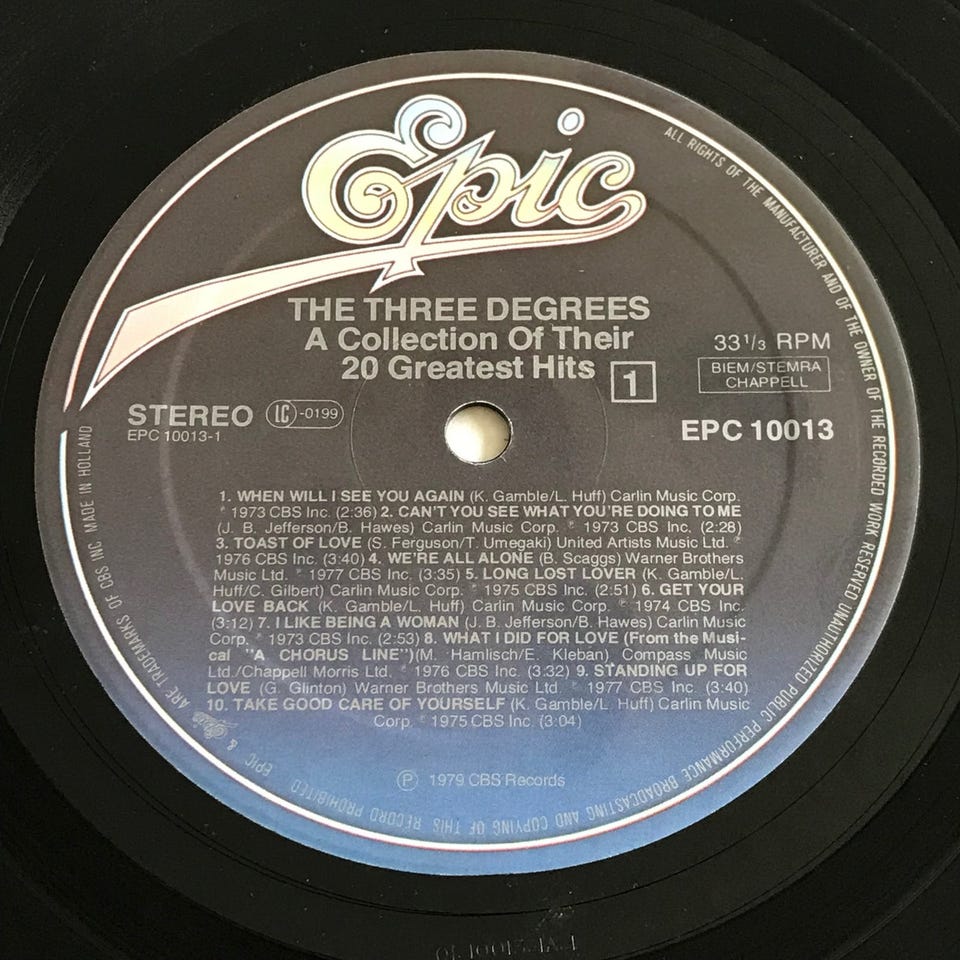 Epic
THE THREE DEGREES
A Collection Of Their
20 Greatest Hits
1
33 1/3 RPM
BIEM/STEMRA
CHAPPELL
STEREO LC-0199
EPC 10013-1
EPC 10013
1. WHEN WILL I SEE YOU AGAIN (K. Gamble/L. Huff) Carlin Music Corp.
℗ 1973 CBS Inc. (2:36) 2. CAN'T YOU SEE WHAT YOU'RE DOING TO ME
(J. B. Jefferson/B. Hawes) Carlin Music Corp. ℗ 1973 CBS Inc. (2:28)
3. TOAST OF LOVE (S. Ferguson/T. Umegaki) United Artists Music Ltd. ℗
1976 CBS Inc. (3:40) 4. WE'RE ALL ALONE (B. Scaggs) Warner Brothers
Music Ltd. ℗ 1977 CBS Inc. (3:35) 5. LONG LOST LOVER (K. Gamble/L.
Huff/C. Gilbert) Carlin Music Corp. ℗ 1975 CBS Inc. (2:51) 6. GET YOUR
LOVE BACK (K. Gamble/L. Huff) Carlin Music Corp. ℗ 1974 CBS Inc.
(3:12) 7. I LIKE BEING A WOMAN (J. B. Jefferson/B. Hawes) Carlin Music
Corp. ℗ 1973 CBS Inc. (2:53) 8. WHAT I DID FOR LOVE (From the Musi-
cal "A CHORUS LINE")(M. Hamlisch/E. Kleban) Compass Music
Ltd./Chappell Morris Ltd. ℗ 1976 CBS Inc. (3:32) 9. STANDING UP FOR
LOVE (G. Glinton) Warner Brothers Music Ltd ℗ 1977 CBS Inc. (3:40)
10. TAKE GOOD CARE OF YOURSELF (K. Gamble/L. Huff) Carlin Music
Corp. ℗ 1975 CBS Inc. (3:04)
℗ 1979 CBS Records
ALL RIGHTS OF THE MANUFACTURER AND OF THE OWNER OF THE RECORDED WORK RESERVED UNAUTHORIZED PUBLIC PERFORMANCE BROADCASTING AND COPYING OF THIS RECORD PROHIBITED
EPIC & Epic ARE TRADEMARKS OF CBS INC MADE IN HOLLAND